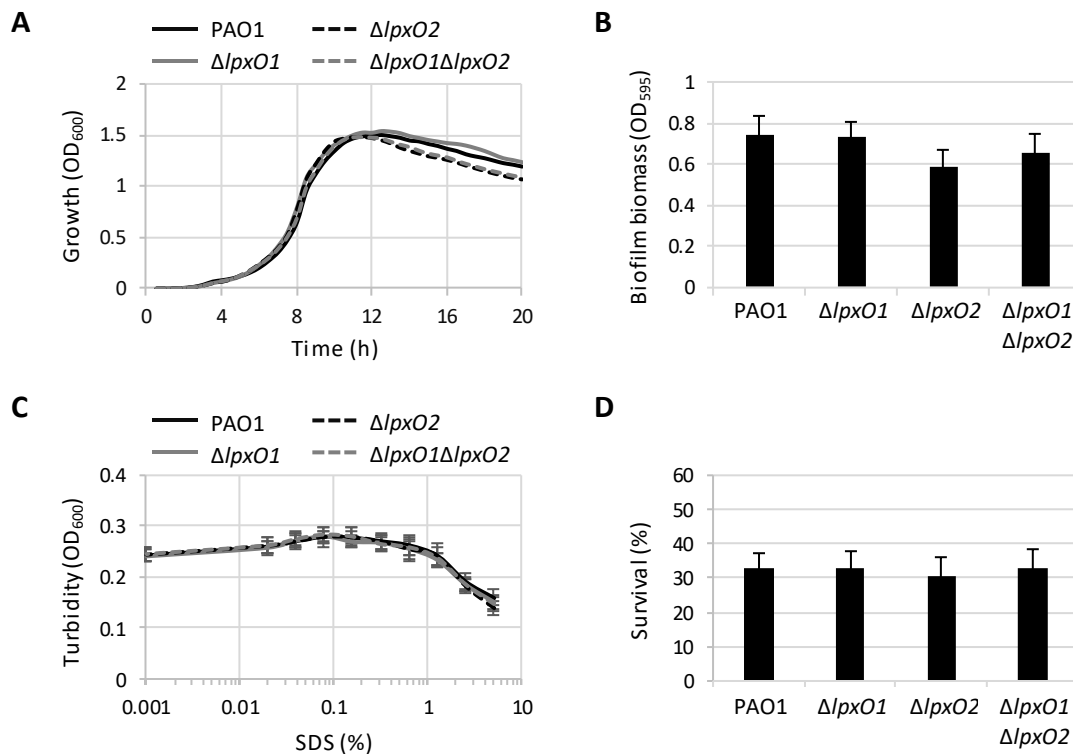 A
PAO1 ΔlpxO2
ΔlpxO1 ΔlpxO1ΔlpxO2
2
1.5
1
0.5
0
Growth (OD600)
0 4 8 12 16 20
Time (h)
B
1
0.8
0.6
0.4
0.2
0
Biofilm biomass (OD595)
PAO1 ΔlpxO1 ΔlpxO2 ΔlpxO1
ΔlpxO2
C
PAO1 ΔlpxO2
ΔlpxO1 ΔlpxO1ΔlpxO2
0.4
0.3
0.2
0.1
0
Turbidity (OD600)
0.001 0.01 0.1 1 10
SDS (%)
D
60
50
40
30
20
10
0
Survival (%)
PAO1 ΔlpxO1 ΔlpxO2 ΔlpxO1
ΔlpxO2